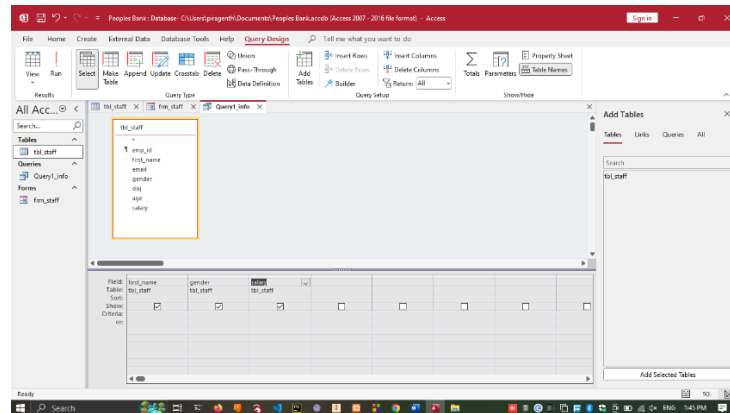 Peoples Bank : Database- C:\Users\piragenth\Documents\Peoples Bank.accdb (Access 2007 - 2016 file format) - Access
Sign in
File Home Create External Data Database Tools Help Query Design Tell me what you want to do
View Run Select Make Table Append Update Crosstab Delete
Union
Pass-Through
Data Definition
Add Tables
Insert Rows
Delete Rows
Builder
Insert Columns
Delete Columns
Return: All
Totals Parameters
Property Sheet
Table Names
Results Query Type Query Setup Show/Hide
All Acc...
Search...
Tables
tbl_staff
Queries
Query1_info
Forms
frm_staff
tbl_staff frm_staff Query1_info
tbl_staff
*
emp_id
first_name
email
gender
doj
age
salary
Field: first_name gender salary
Table: tbl_staff tbl_staff tbl_staff
Sort:
Show:
Criteria:
or:
Add Tables
Tables Links Queries All
Search
tbl_staff
Add Selected Tables
Ready
SQL
Search
ENG 1:45 PM